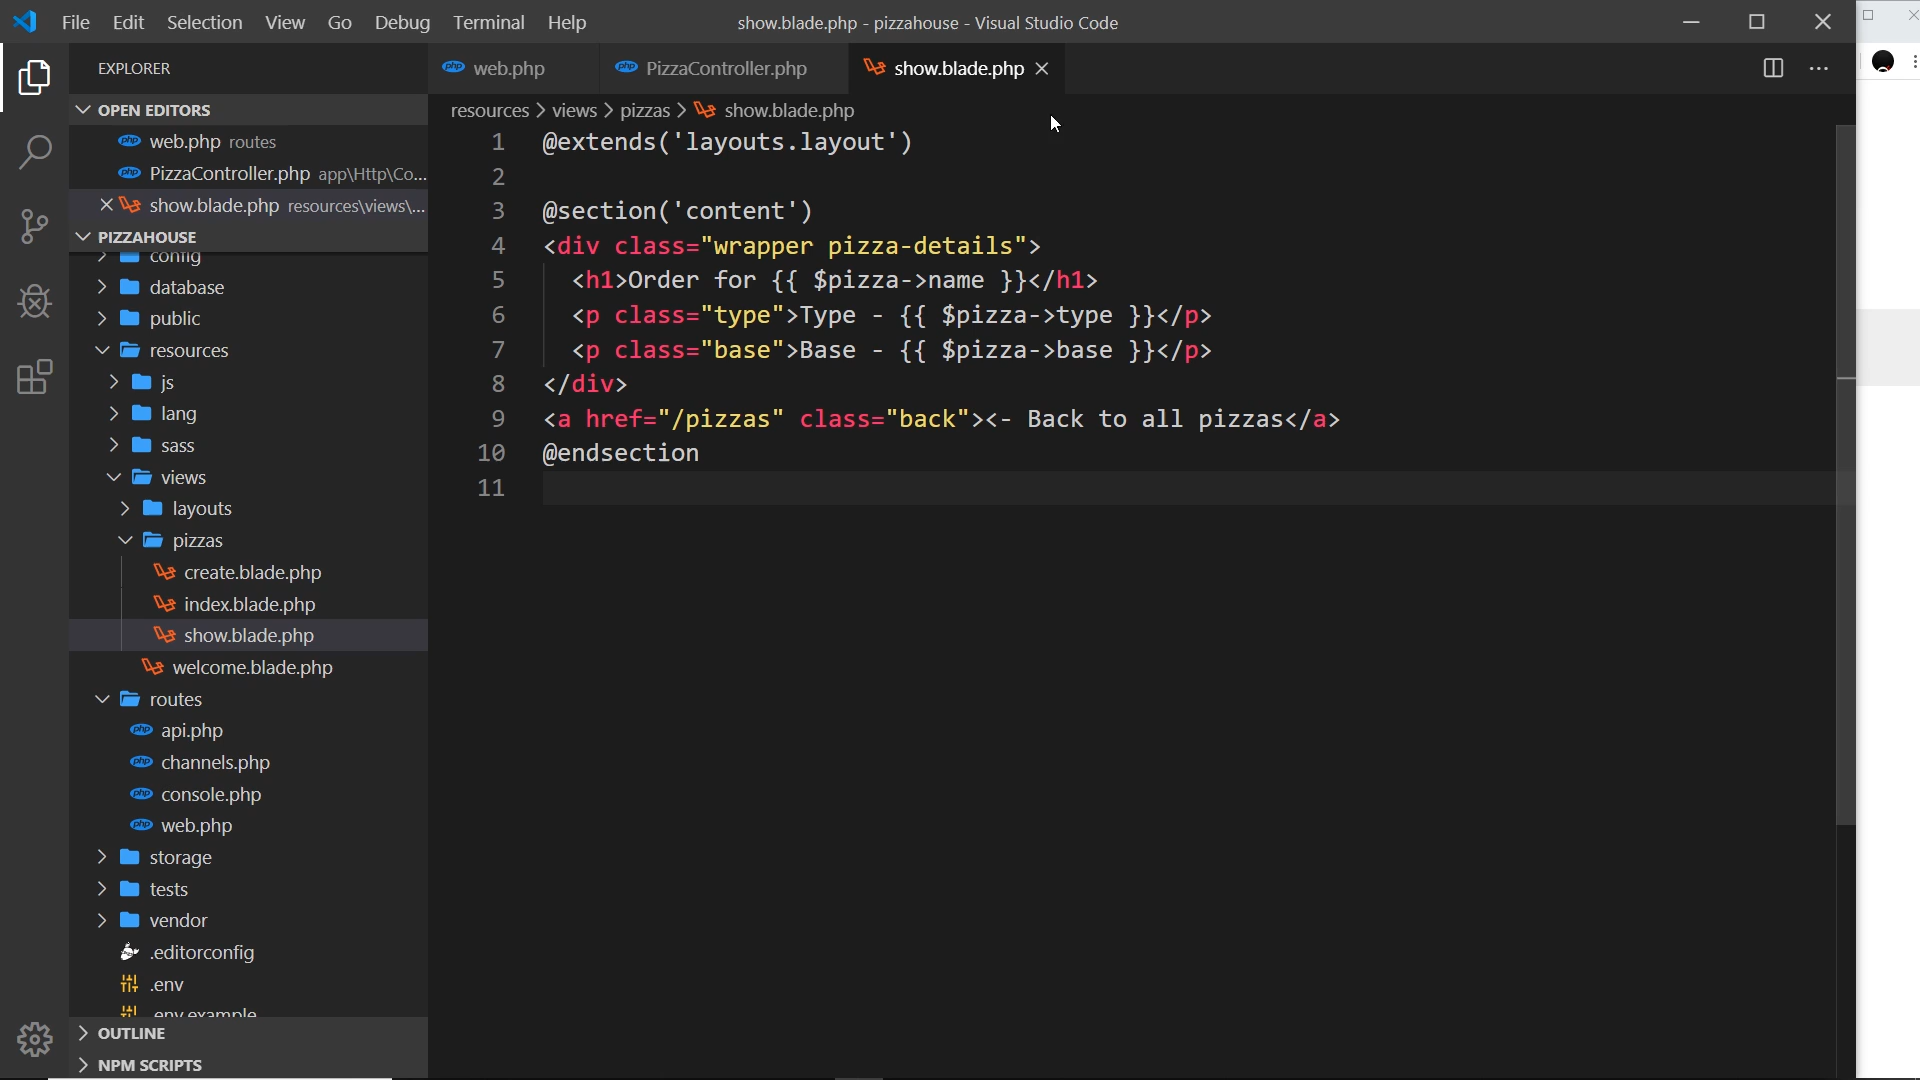 File Edit Selection View Go Debug Terminal Help
show.blade.php - pizzahouse - Visual Studio Code
EXPLORER
OPEN EDITORS
web.php routes
PizzaController.php app\Http\Co...
show.blade.php resources\views\...
PIZZAHOUSE
config
database
public
resources
js
lang
sass
views
layouts
pizzas
create.blade.php
index.blade.php
show.blade.php
welcome.blade.php
routes
api.php
channels.php
console.php
web.php
storage
tests
vendor
.editorconfig
.env
.env.example
OUTLINE
NPM SCRIPTS
web.php
PizzaController.php
show.blade.php
resources > views > pizzas > show.blade.php
1 @extends('layouts.layout')
2
3 @section('content')
4 <div class="wrapper pizza-details">
5 <h1>Order for {{ $pizza->name }}</h1>
6 <p class="type">Type - {{ $pizza->type }}</p>
7 <p class="base">Base - {{ $pizza->base }}</p>
8 </div>
9 <a href="/pizzas" class="back"><- Back to all pizzas</a>
10 @endsection
11